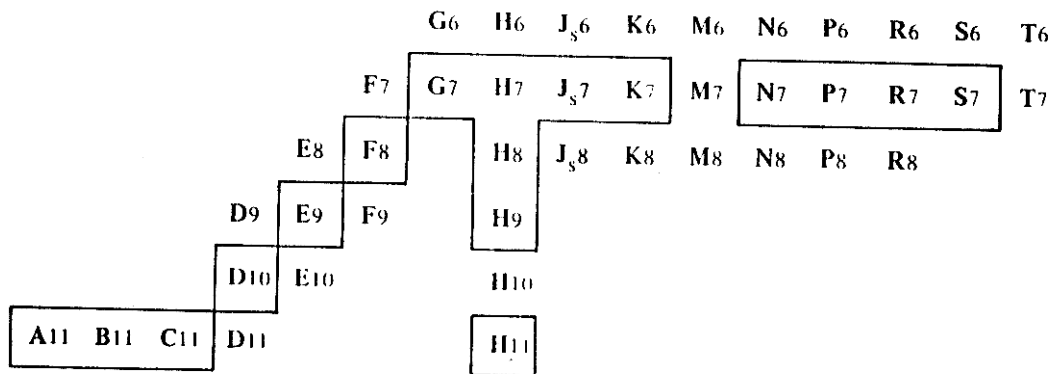 G6 H6 Jₛ6 K6 M6 N6 P6 R6 S6 T6
F7 G7 H7 Jₛ7 K7 M7 N7 P7 R7 S7 T7
E8 F8 H8 Jₛ8 K8 M8 N8 P8 R8
D9 E9 F9 H9
D10 E10 H10
A11 B11 C11 D11 H11